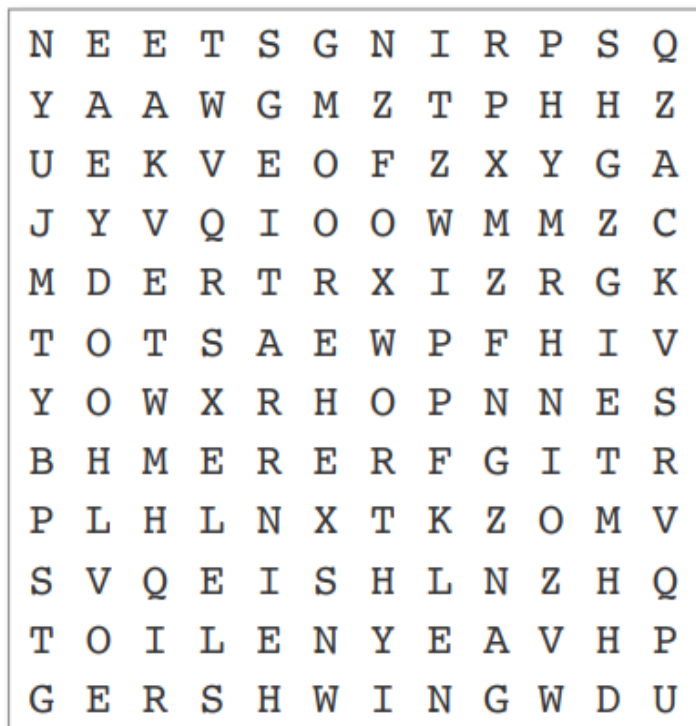 N E E T S G N I R P S Q
Y A A W G M Z T P H H Z
U E K V E O F Z X Y G A
J Y V Q I O O W M M Z C
M D E R T R X I Z R G K
T O T S A E W P F H I V
Y O W X R H O P N N E S
B H M E R E R F G I T R
P L H L N X T K Z O M V
S V Q E I S H L N Z H Q
T O I L E N Y E A V H P
G E R S H W I N G W D U